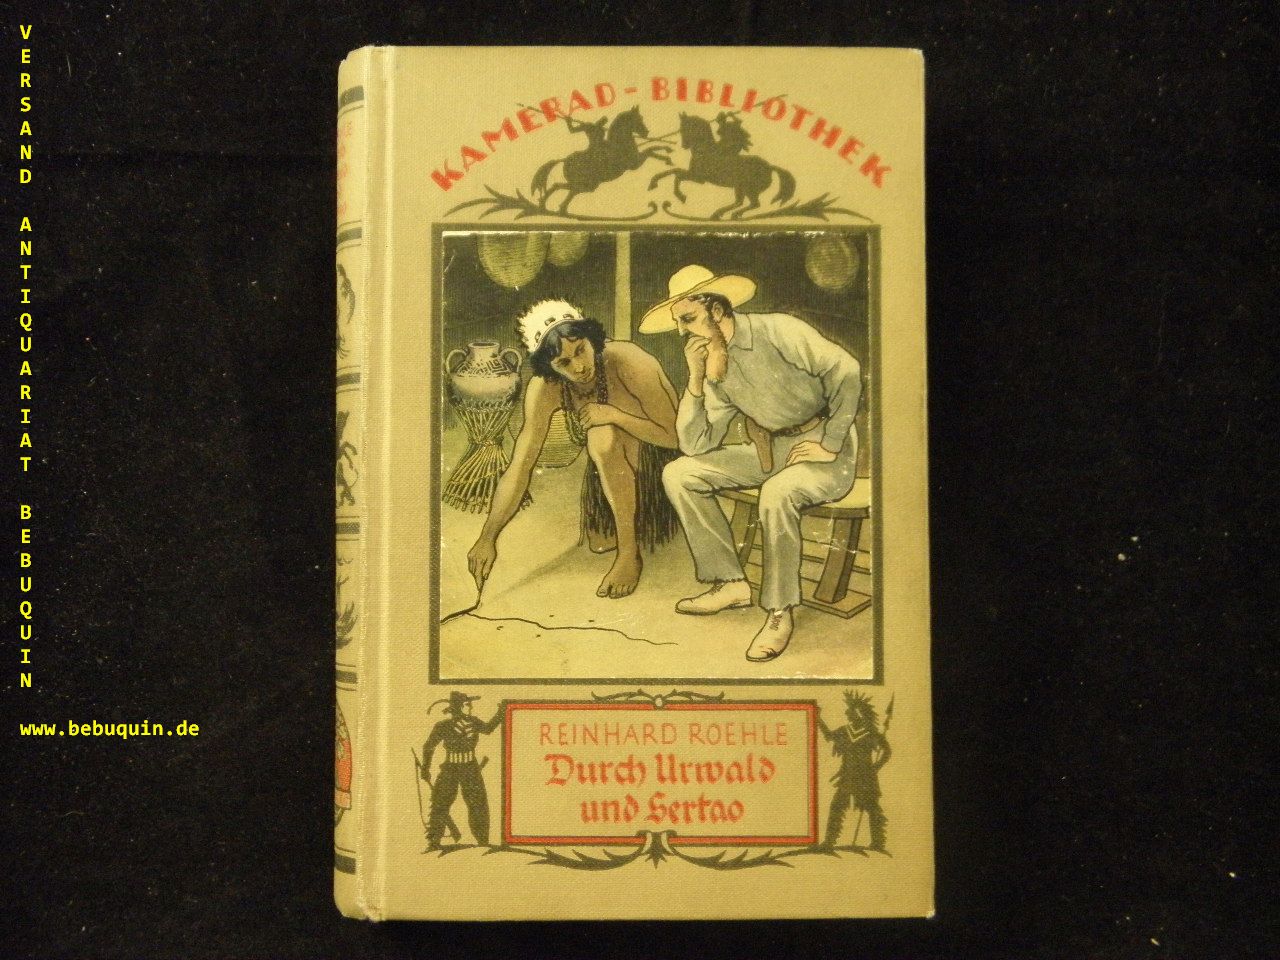 VERSAND ANTIQUARIAT BEBUQUIN
www.bebuquin.de
KAMERAD-BIBLIOTHEK
REINHARD ROEHLE
Durch Urwald
und Sertao